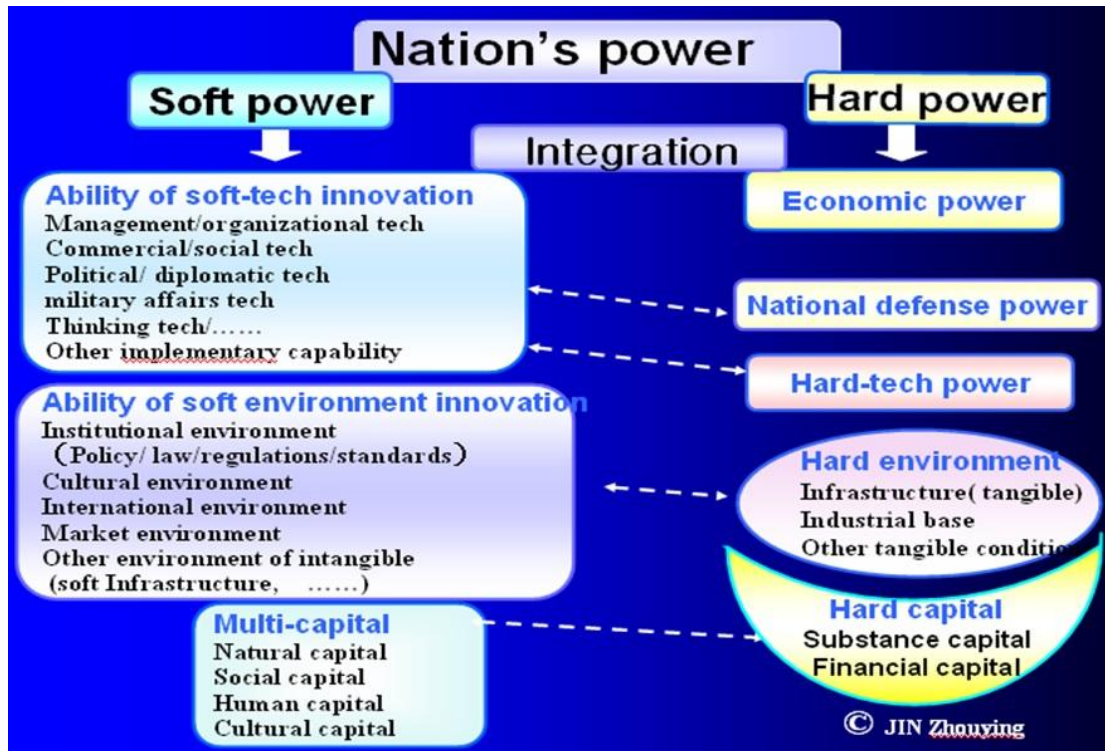 Nation's power
Soft power
Hard power
Integration
Ability of soft-tech innovation
Management/organizational tech
Commercial/social tech
Political/ diplomatic tech
military affairs tech
Thinking tech/......
Other implementary capability
Ability of soft environment innovation
Institutional environment
(Policy/ law/regulations/standards)
Cultural environment
International environment
Market environment
Other environment of intangible
(soft Infrastructure, ......)
Multi-capital
Natural capital
Social capital
Human capital
Cultural capital
Economic power
National defense power
Hard-tech power
Hard environment
Infrastructure( tangible)
Industrial base
Other tangible condition
Hard capital
Substance capital
Financial capital
© JIN Zhouying